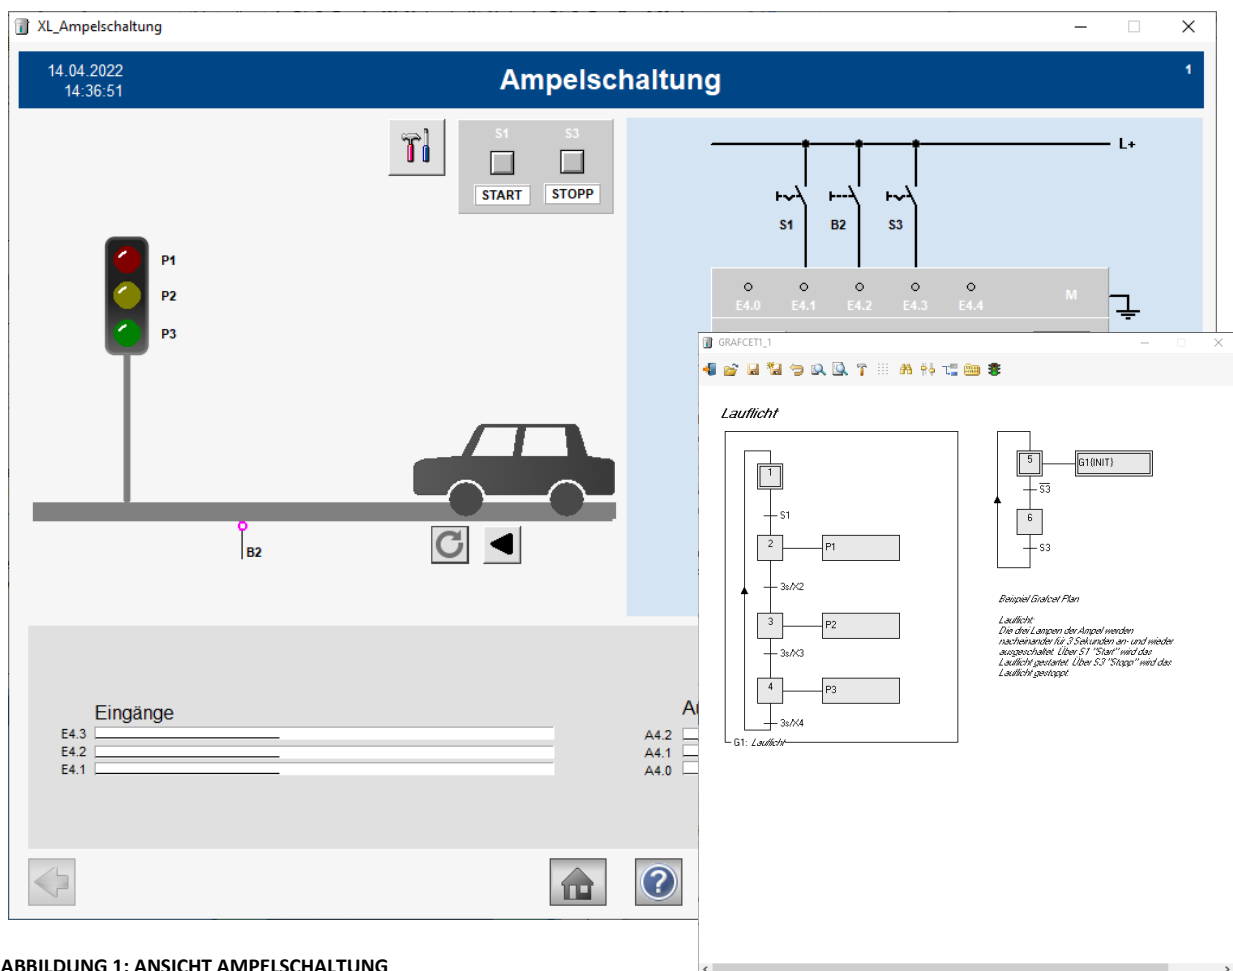 XL_Ampelschaltung
14.04.2022
14:36:51
Ampelschaltung
1
S1 S3
START STOPP
L+
S1 B2 S3
P1
P2
P3
E4.0 E4.1 E4.2 E4.3 E4.4 M
B2
GRAFCET1_1
Lauflicht
1
S1
2 P1
3s/X2
3 P2
3s/X3
4 P3
3s/X4
G1: Lauflicht
5 G1{INIT}
S3
6
S3
Beispiel Grafcet Plan
Lauflicht:
Die drei Lampen der Ampel werden
nacheinander für 3 Sekunden an- und wieder
ausgeschaltet. Über S1 "Start" wird das
Lauflicht gestartet. Über S3 "Stopp" wird das
Lauflicht gestoppt.
Eingänge
E4.3
E4.2
E4.1
A4.2
A4.1
A4.0
ABBILDUNG 1: ANSICHT AMPELSCHALTUNG